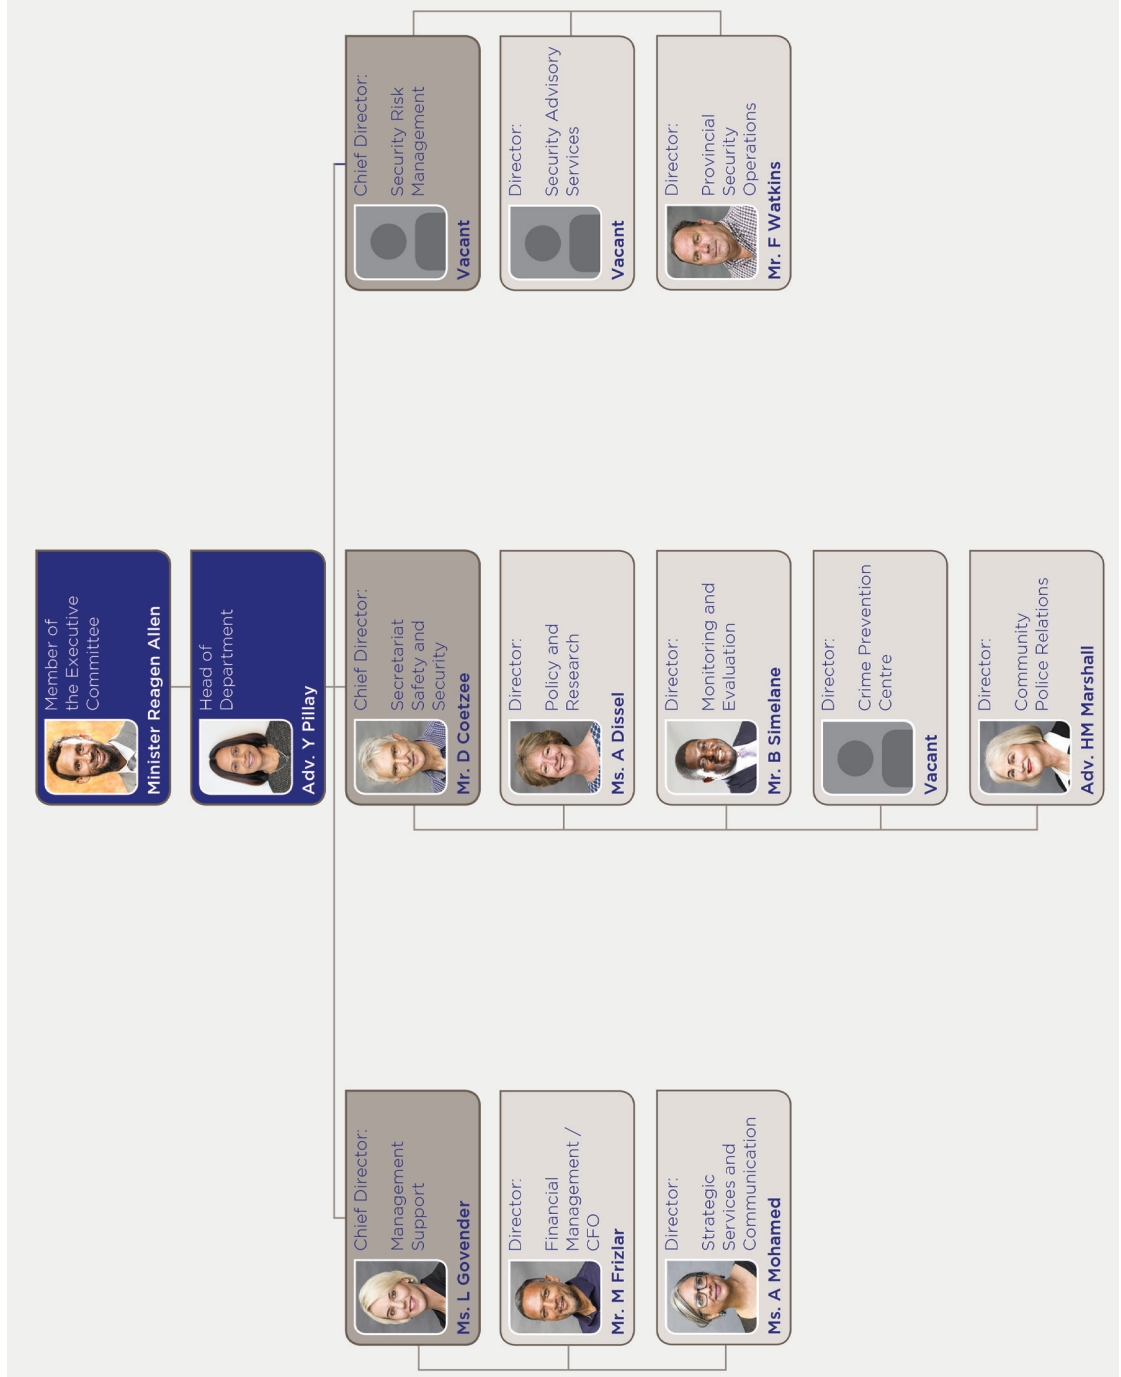 Member of
the Executive
Committee
Minister Reagen Allen
Head of
Department
Adv. Y Pillay
Chief Director:
Management
Support
Ms. L Govender
Director:
Financial
Management /
CFO
Mr. M Frizlar
Director:
Strategic
Services and
Communication
Ms. A Mohamed
Chief Director:
Secretariat
Safety and
Security
Mr. D Coetzee
Director:
Policy and
Research
Ms. A Dissel
Director:
Monitoring and
Evaluation
Mr. B Simelane
Director:
Crime Prevention
Centre
Vacant
Director:
Community
Police Relations
Adv. HM Marshall
Chief Director:
Security Risk
Management
Vacant
Director:
Security Advisory
Services
Vacant
Director:
Provincial
Security
Operations
Mr. F Watkins